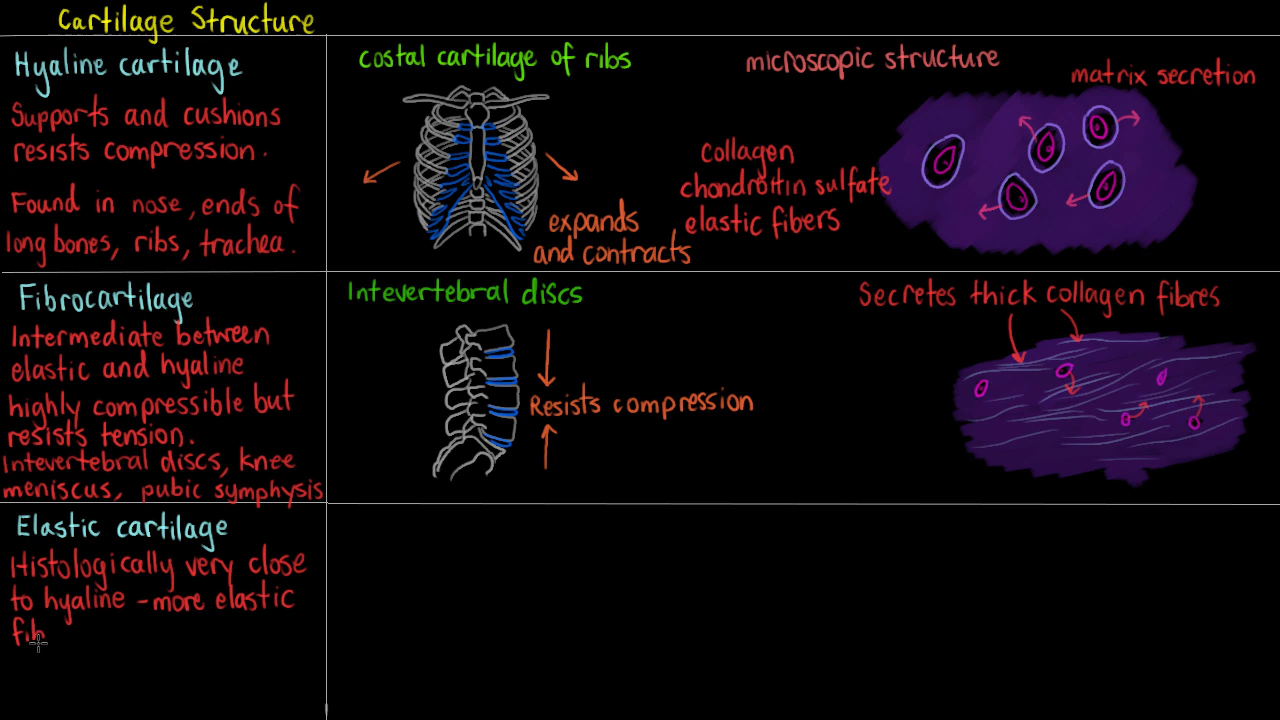 Cartilage Structure
Hyaline cartilage
Supports and cushions
resists compression.
Found in nose, ends of
long bones, ribs, trachea.
costal cartilage of ribs
expands
and contracts
microscopic structure
matrix secretion
Collagen
chondroitin sulfate
elastic fibers
Fibrocartilage
Intermediate between
elastic and hyaline
highly compressible but
resists tension.
Intevertebral discs, knee
meniscus, pubic symphysis
Intevertebral discs
Resists compression
Secretes thick collagen fibres
Elastic cartilage
Histologically very close
to hyaline - more elastic
fib